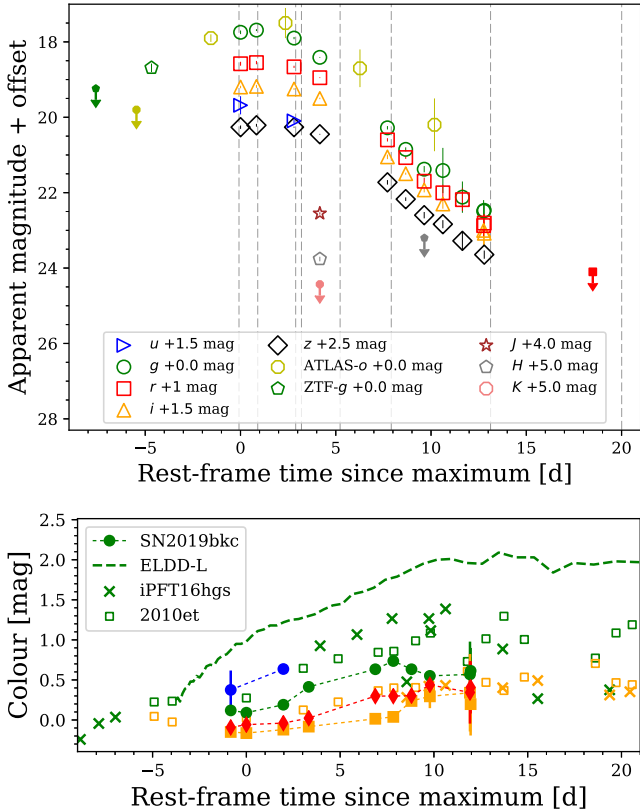 18
20
22
24
26
28
Apparent magnitude + offset
u +1.5 mag
g +0.0 mag
r +1 mag
i +1.5 mag
z +2.5 mag
ATLAS-o +0.0 mag
ZTF-g +0.0 mag
J +4.0 mag
H +5.0 mag
K +5.0 mag
−5 0 5 10 15 20
Rest-frame time since maximum [d]
2.5
2.0
1.5
1.0
0.5
0.0
Colour [mag]
SN2019bkc
ELDD-L
iPFT16hgs
2010et
−5 0 5 10 15 20
Rest-frame time since maximum [d]